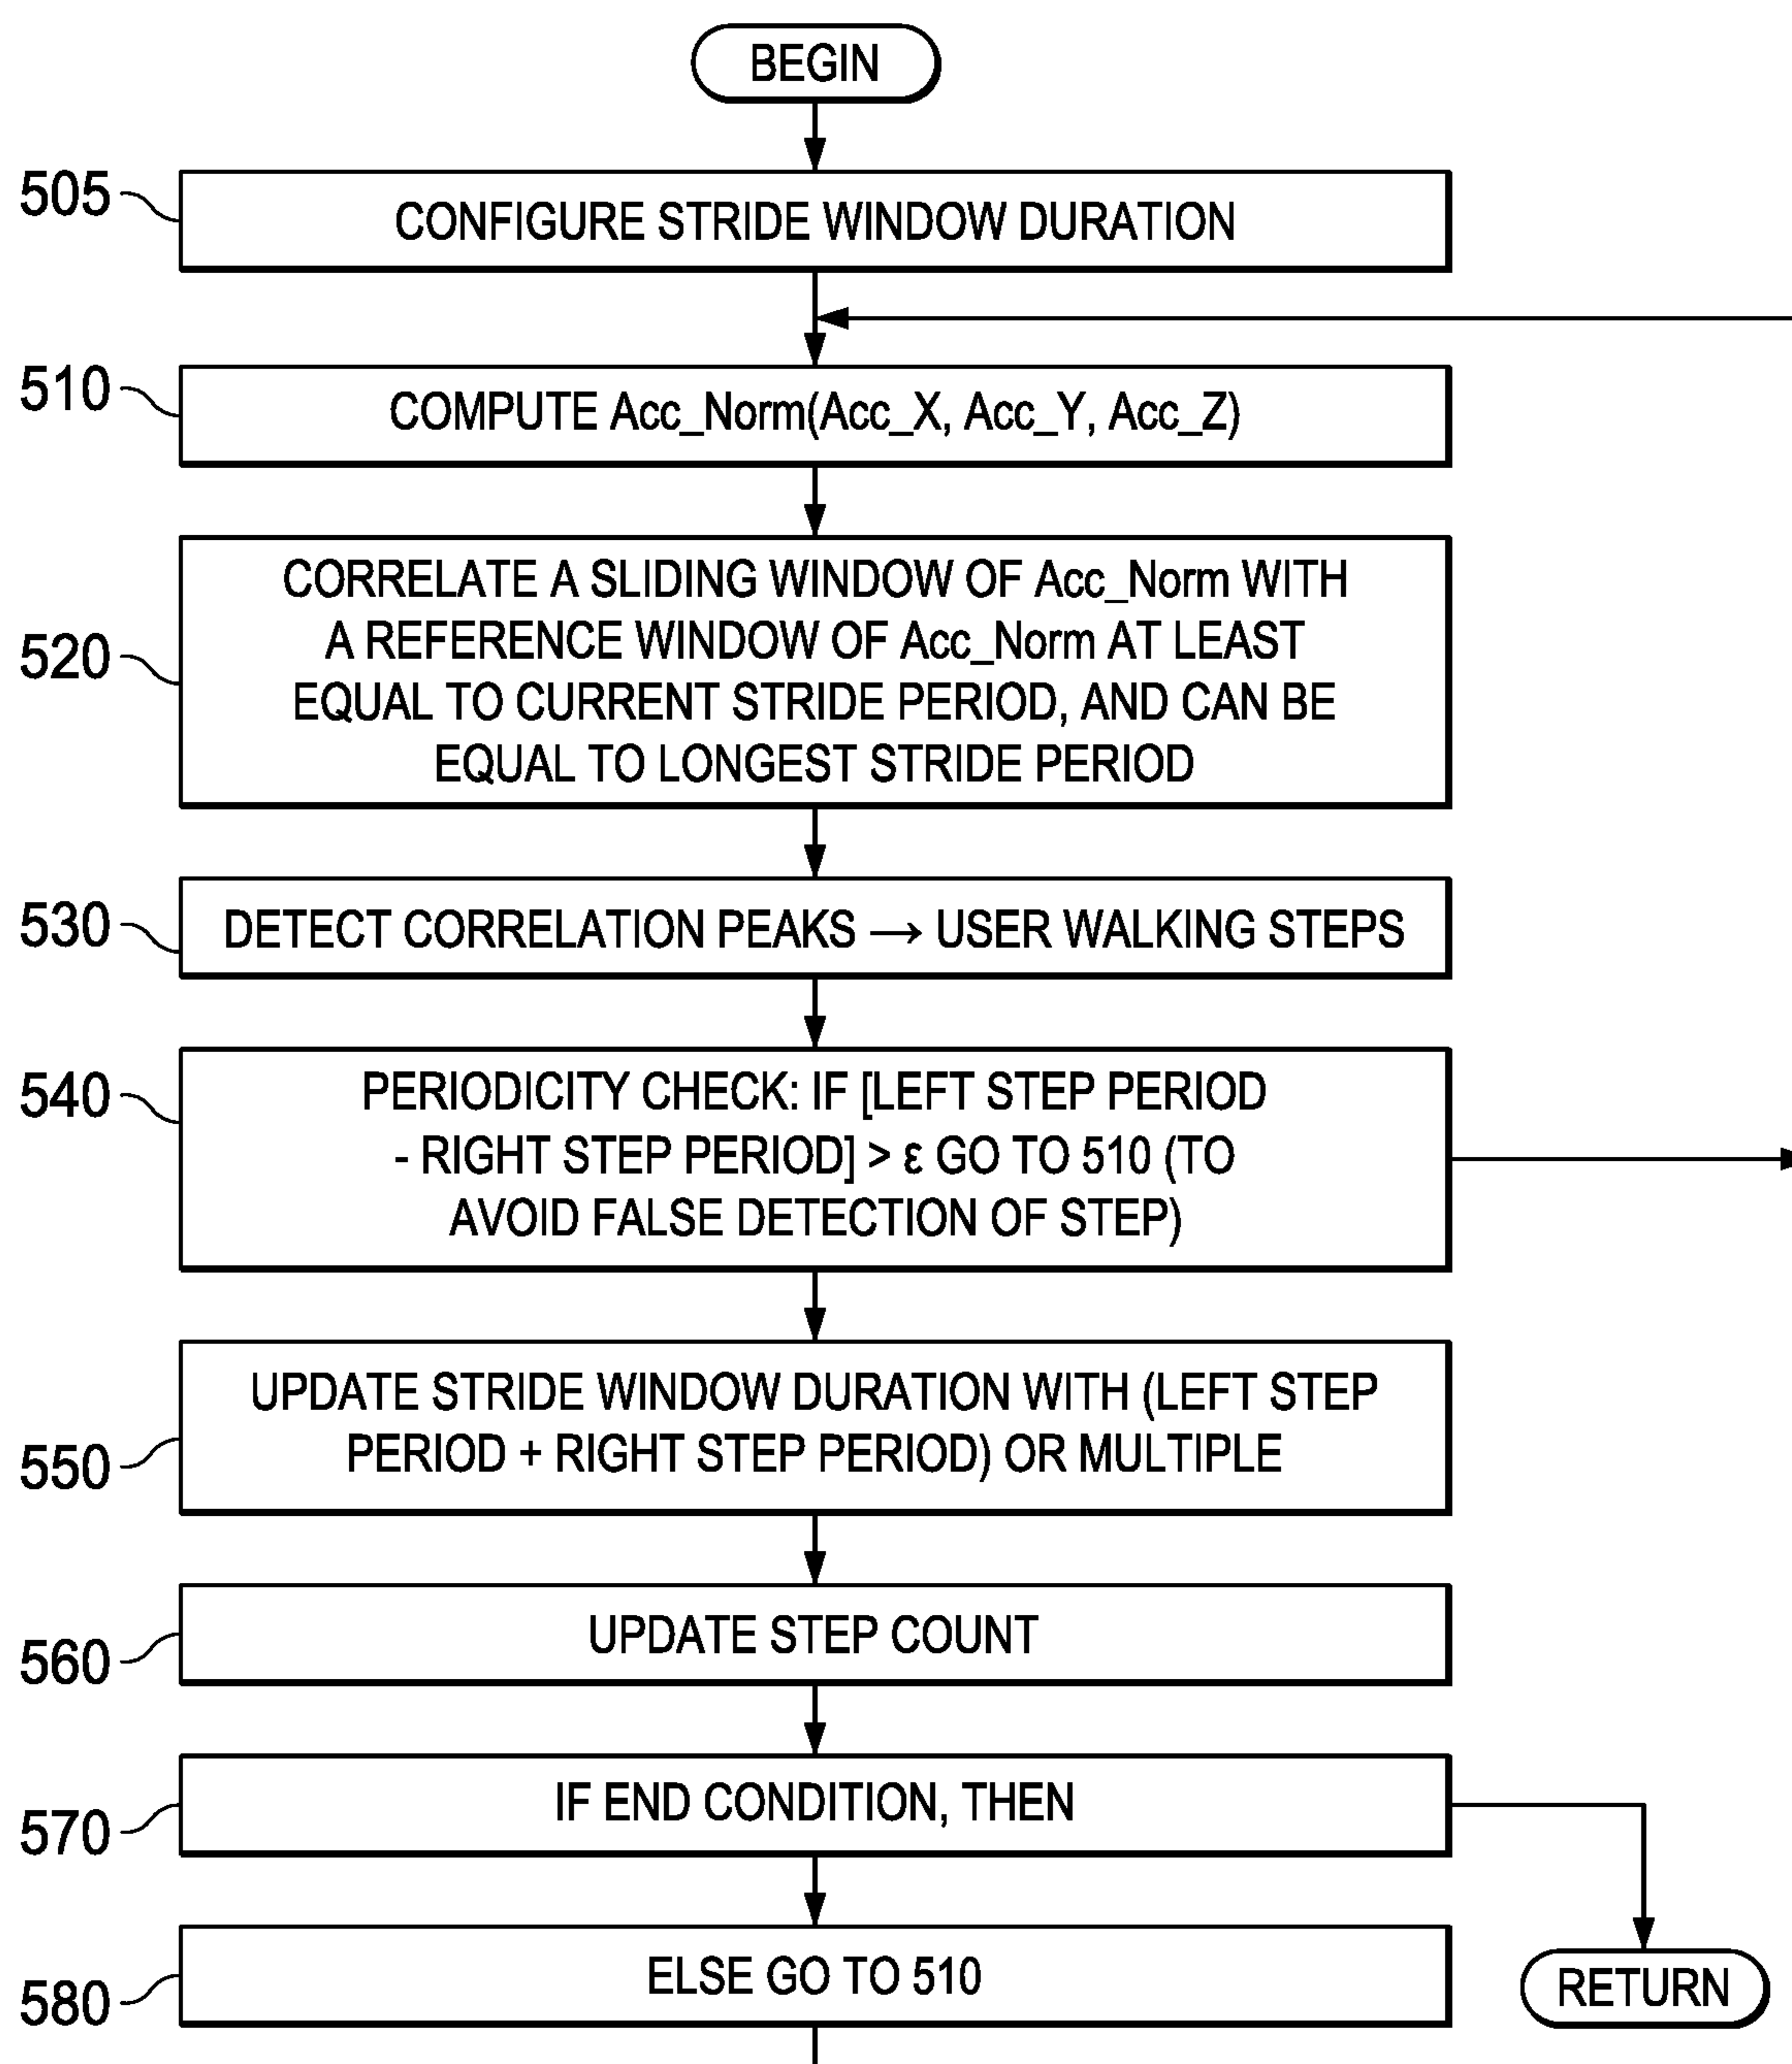 BEGIN
505
CONFIGURE STRIDE WINDOW DURATION
510
COMPUTE Acc_Norm(Acc_X, Acc_Y, Acc_Z)
520
CORRELATE A SLIDING WINDOW OF Acc_Norm WITH
A REFERENCE WINDOW OF Acc_Norm AT LEAST
EQUAL TO CURRENT STRIDE PERIOD, AND CAN BE
EQUAL TO LONGEST STRIDE PERIOD
530
DETECT CORRELATION PEAKS → USER WALKING STEPS
540
PERIODICITY CHECK: IF [LEFT STEP PERIOD
- RIGHT STEP PERIOD] > ε GO TO 510 (TO
AVOID FALSE DETECTION OF STEP)
550
UPDATE STRIDE WINDOW DURATION WITH (LEFT STEP
PERIOD + RIGHT STEP PERIOD) OR MULTIPLE
560
UPDATE STEP COUNT
570
IF END CONDITION, THEN
580
ELSE GO TO 510
RETURN